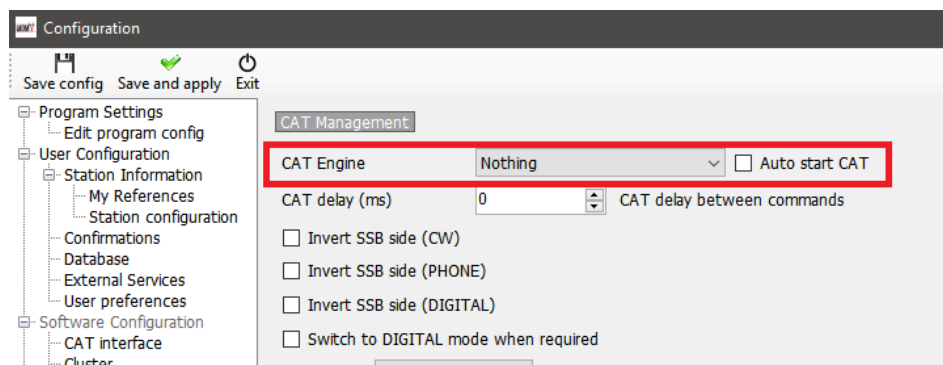 Configuration
Save config Save and apply Exit
Program Settings
Edit program config
User Configuration
Station Information
My References
Station configuration
Confirmations
Database
External Services
User preferences
Software Configuration
CAT interface
Cluster
CAT Management
CAT Engine Nothing Auto start CAT
CAT delay (ms) 0 CAT delay between commands
Invert SSB side (CW)
Invert SSB side (PHONE)
Invert SSB side (DIGITAL)
Switch to DIGITAL mode when required